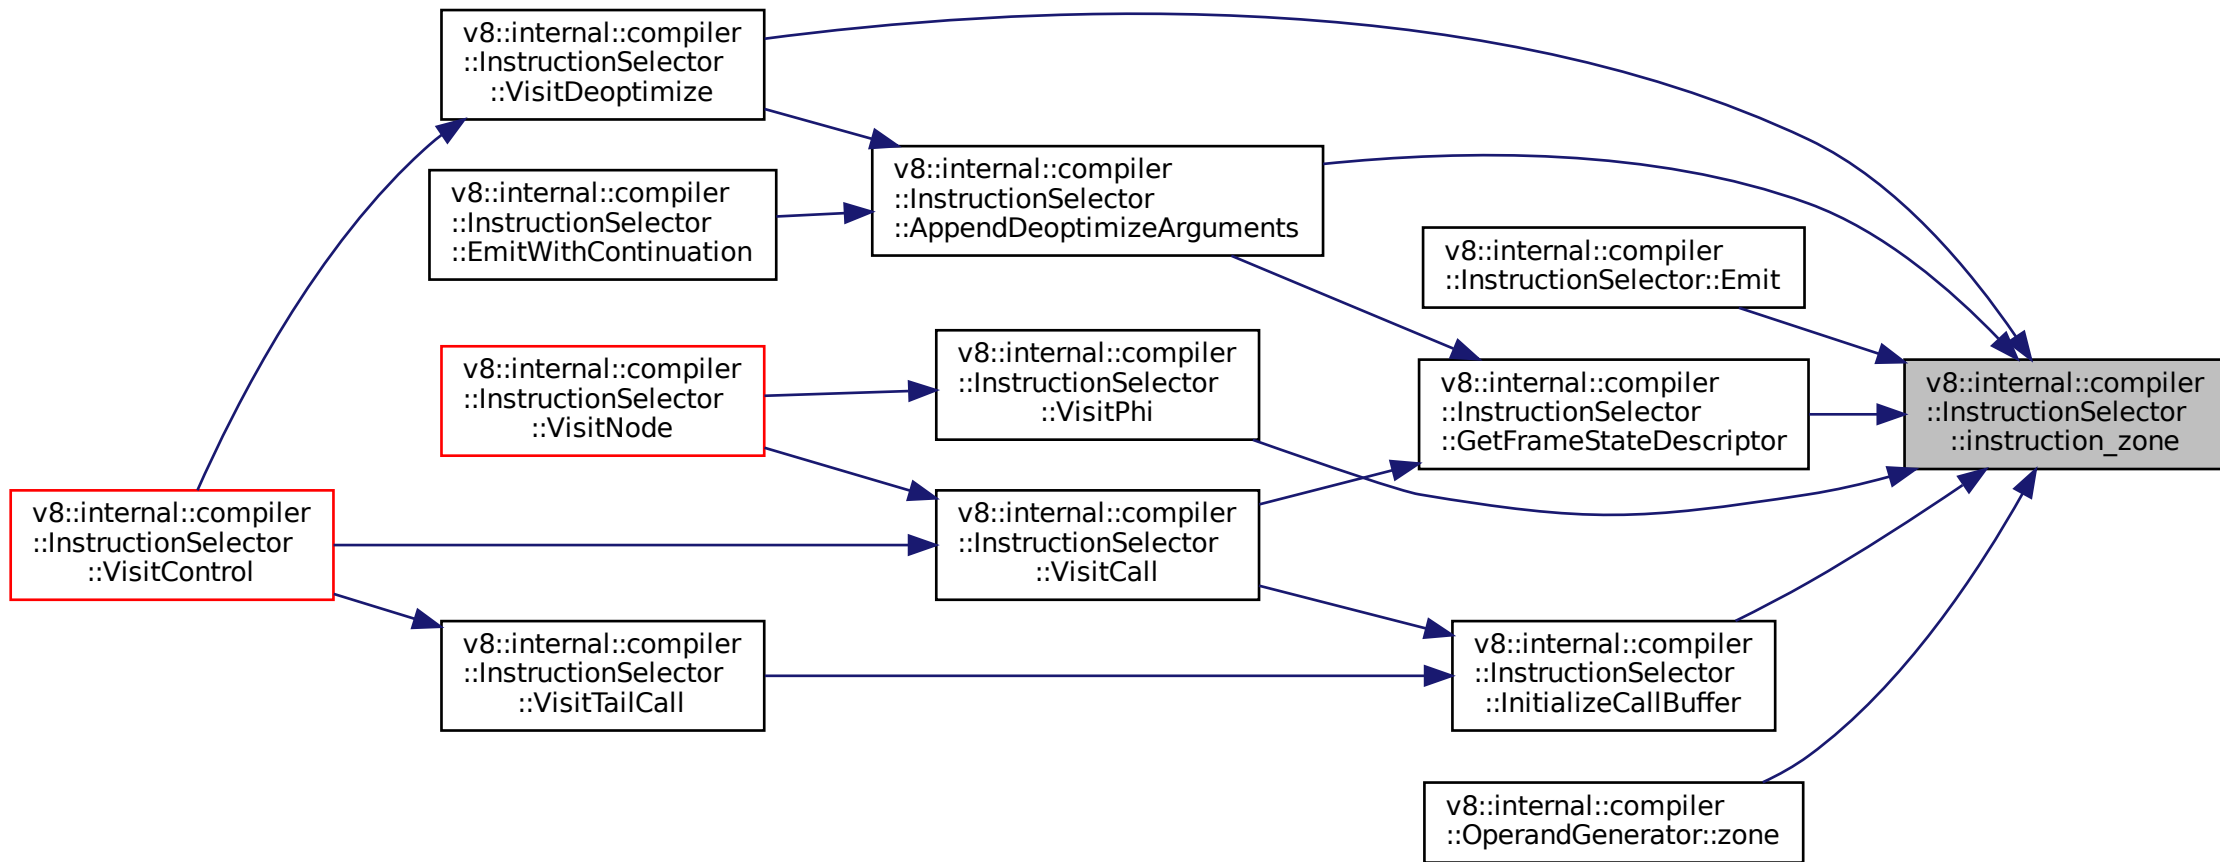 v8::internal::compiler
::InstructionSelector
::VisitDeoptimize
v8::internal::compiler
::InstructionSelector
::AppendDeoptimizeArguments
v8::internal::compiler
::InstructionSelector
::EmitWithContinuation
v8::internal::compiler
::InstructionSelector::Emit
v8::internal::compiler
::InstructionSelector
::VisitPhi
v8::internal::compiler
::InstructionSelector
::VisitNode
v8::internal::compiler
::InstructionSelector
::GetFrameStateDescriptor
v8::internal::compiler
::InstructionSelector
::instruction_zone
v8::internal::compiler
::InstructionSelector
::VisitControl
v8::internal::compiler
::InstructionSelector
::VisitCall
v8::internal::compiler
::InstructionSelector
::VisitTailCall
v8::internal::compiler
::InstructionSelector
::InitializeCallBuffer
v8::internal::compiler
::OperandGenerator::zone